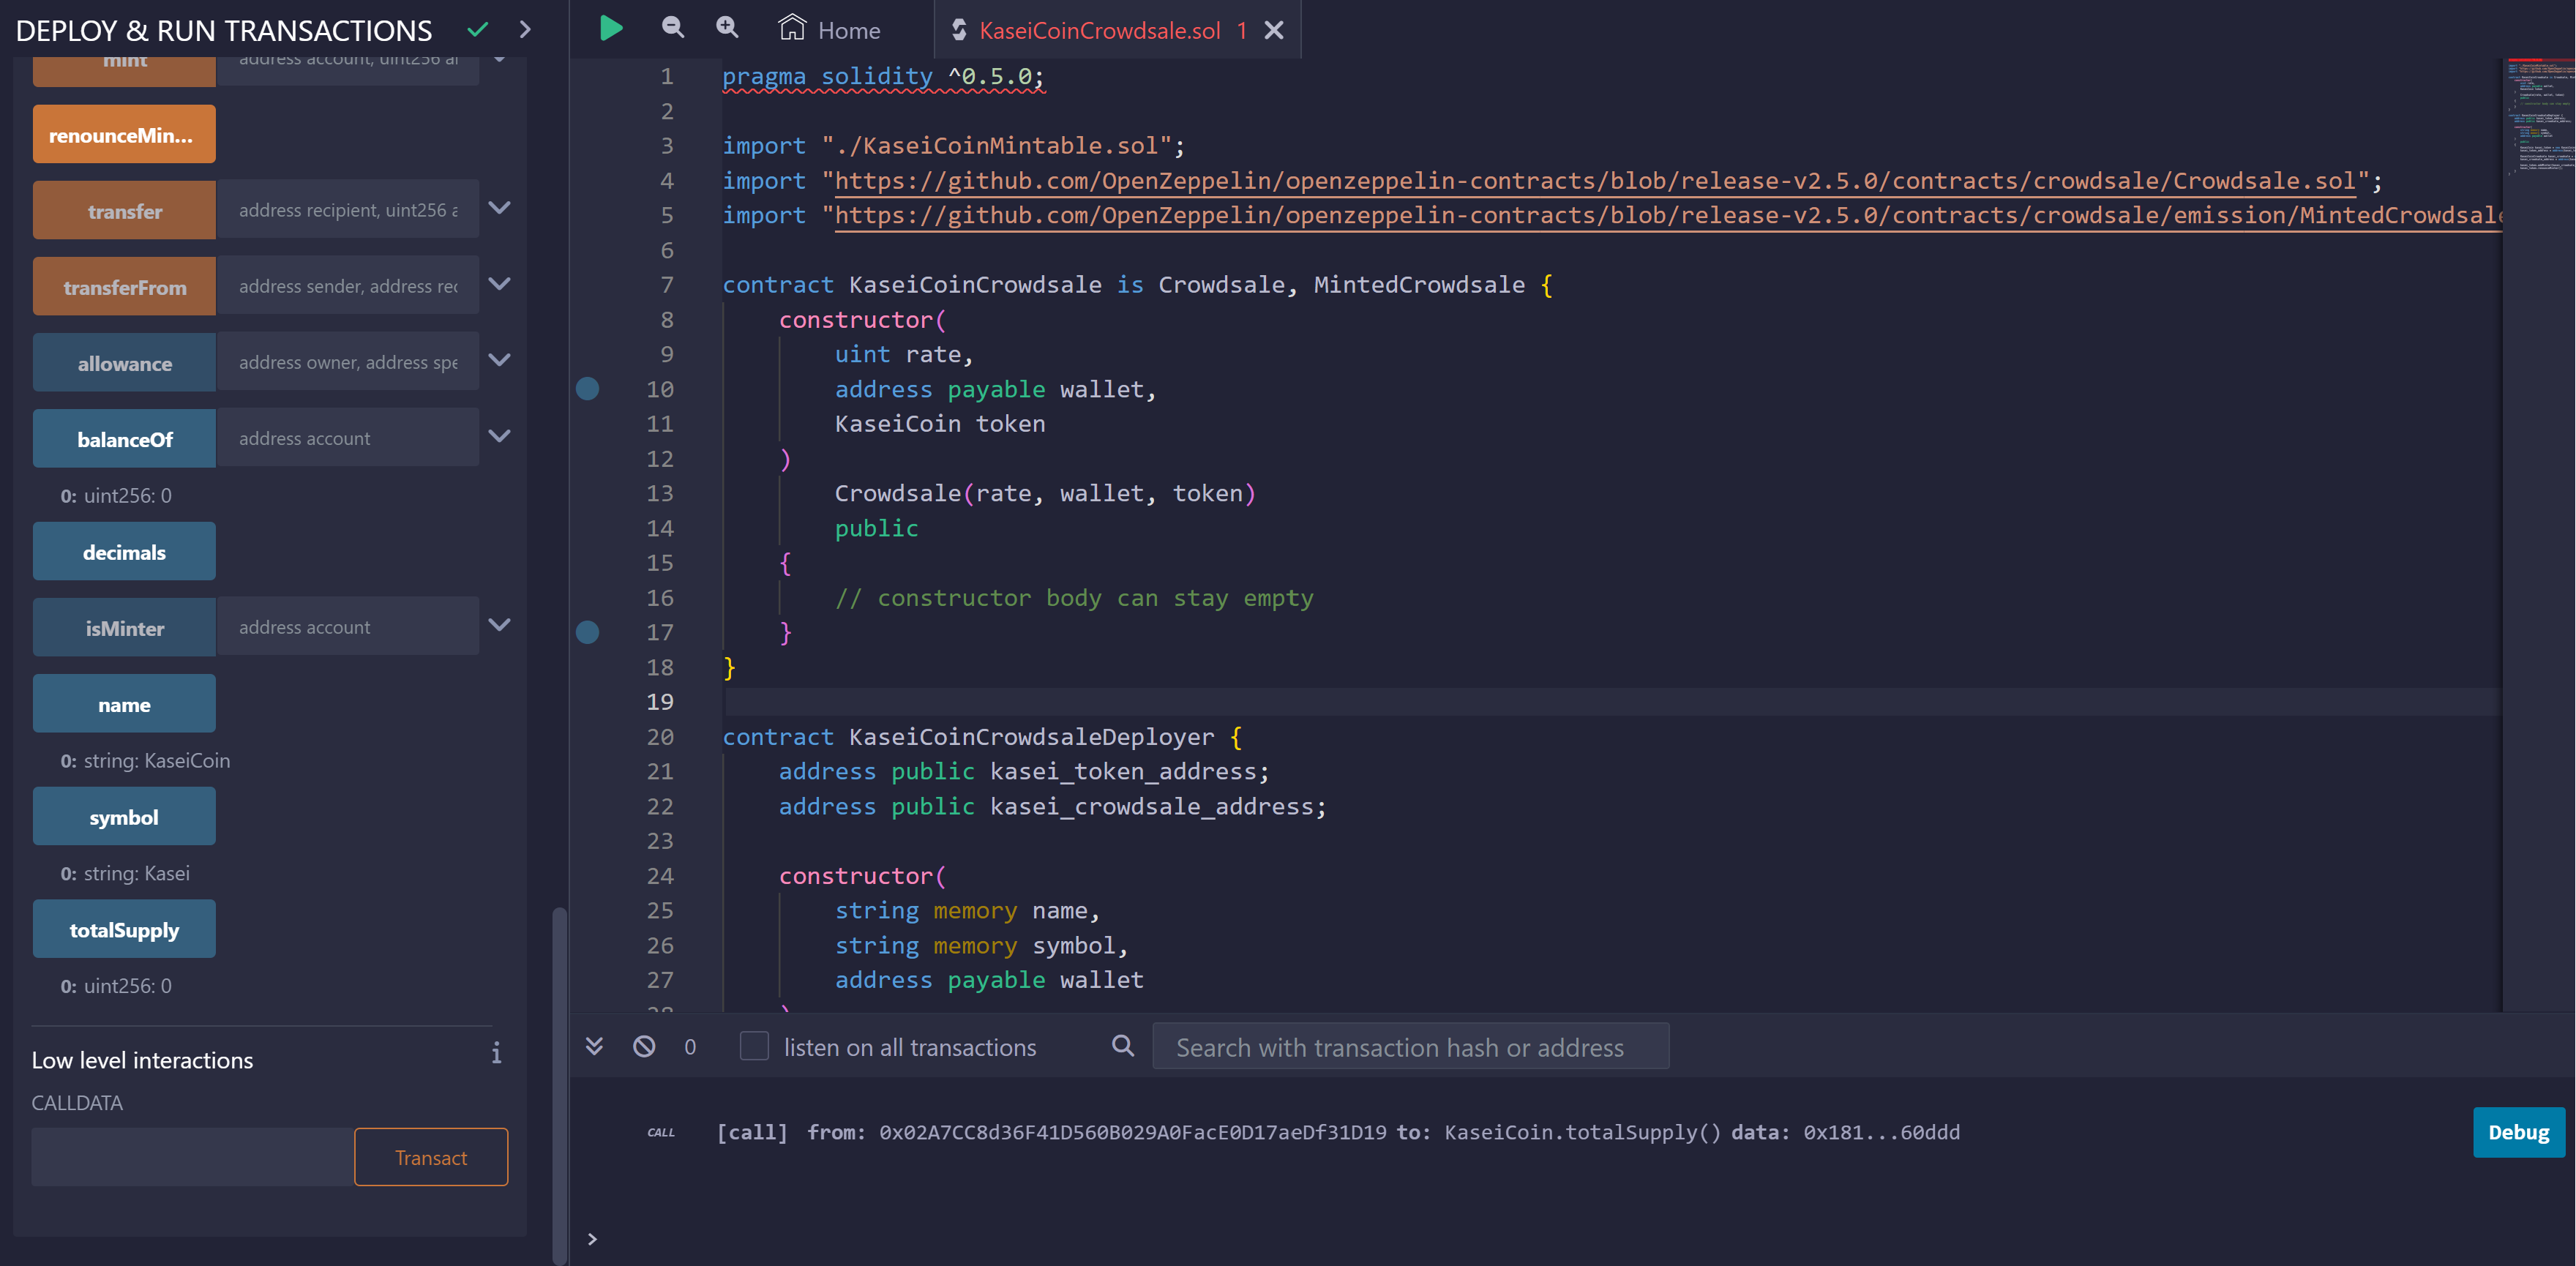 DEPLOY & RUN TRANSACTIONS
mint address account, uint256 ar
renounceMin...
transfer address recipient, uint256 a
transferFrom address sender, address rec
allowance address owner, address spe
balanceOf address account
0: uint256: 0
decimals
isMinter address account
name
0: string: KaseiCoin
symbol
0: string: Kasei
totalSupply
0: uint256: 0
Low level interactions
i
CALLDATA
Transact
Home
KaseiCoinCrowdsale.sol 1
1 pragma solidity ^0.5.0;
2
3 import "./KaseiCoinMintable.sol";
4 import "https://github.com/OpenZeppelin/openzeppelin-contracts/blob/release-v2.5.0/contracts/crowdsale/Crowdsale.sol";
5 import "https://github.com/OpenZeppelin/openzeppelin-contracts/blob/release-v2.5.0/contracts/crowdsale/emission/MintedCrowdsale
6
7 contract KaseiCoinCrowdsale is Crowdsale, MintedCrowdsale {
8 constructor(
9 uint rate,
10 address payable wallet,
11 KaseiCoin token
12 )
13 Crowdsale(rate, wallet, token)
14 public
15 {
16 // constructor body can stay empty
17 }
18 }
19
20 contract KaseiCoinCrowdsaleDeployer {
21 address public kasei_token_address;
22 address public kasei_crowdsale_address;
23
24 constructor(
25 string memory name,
26 string memory symbol,
27 address payable wallet
28 )
0 listen on all transactions Search with transaction hash or address
CALL [call] from: 0x02A7CC8d36F41D560B029A0FacE0D17aeDf31D19 to: KaseiCoin.totalSupply() data: 0x181...60ddd Debug
>